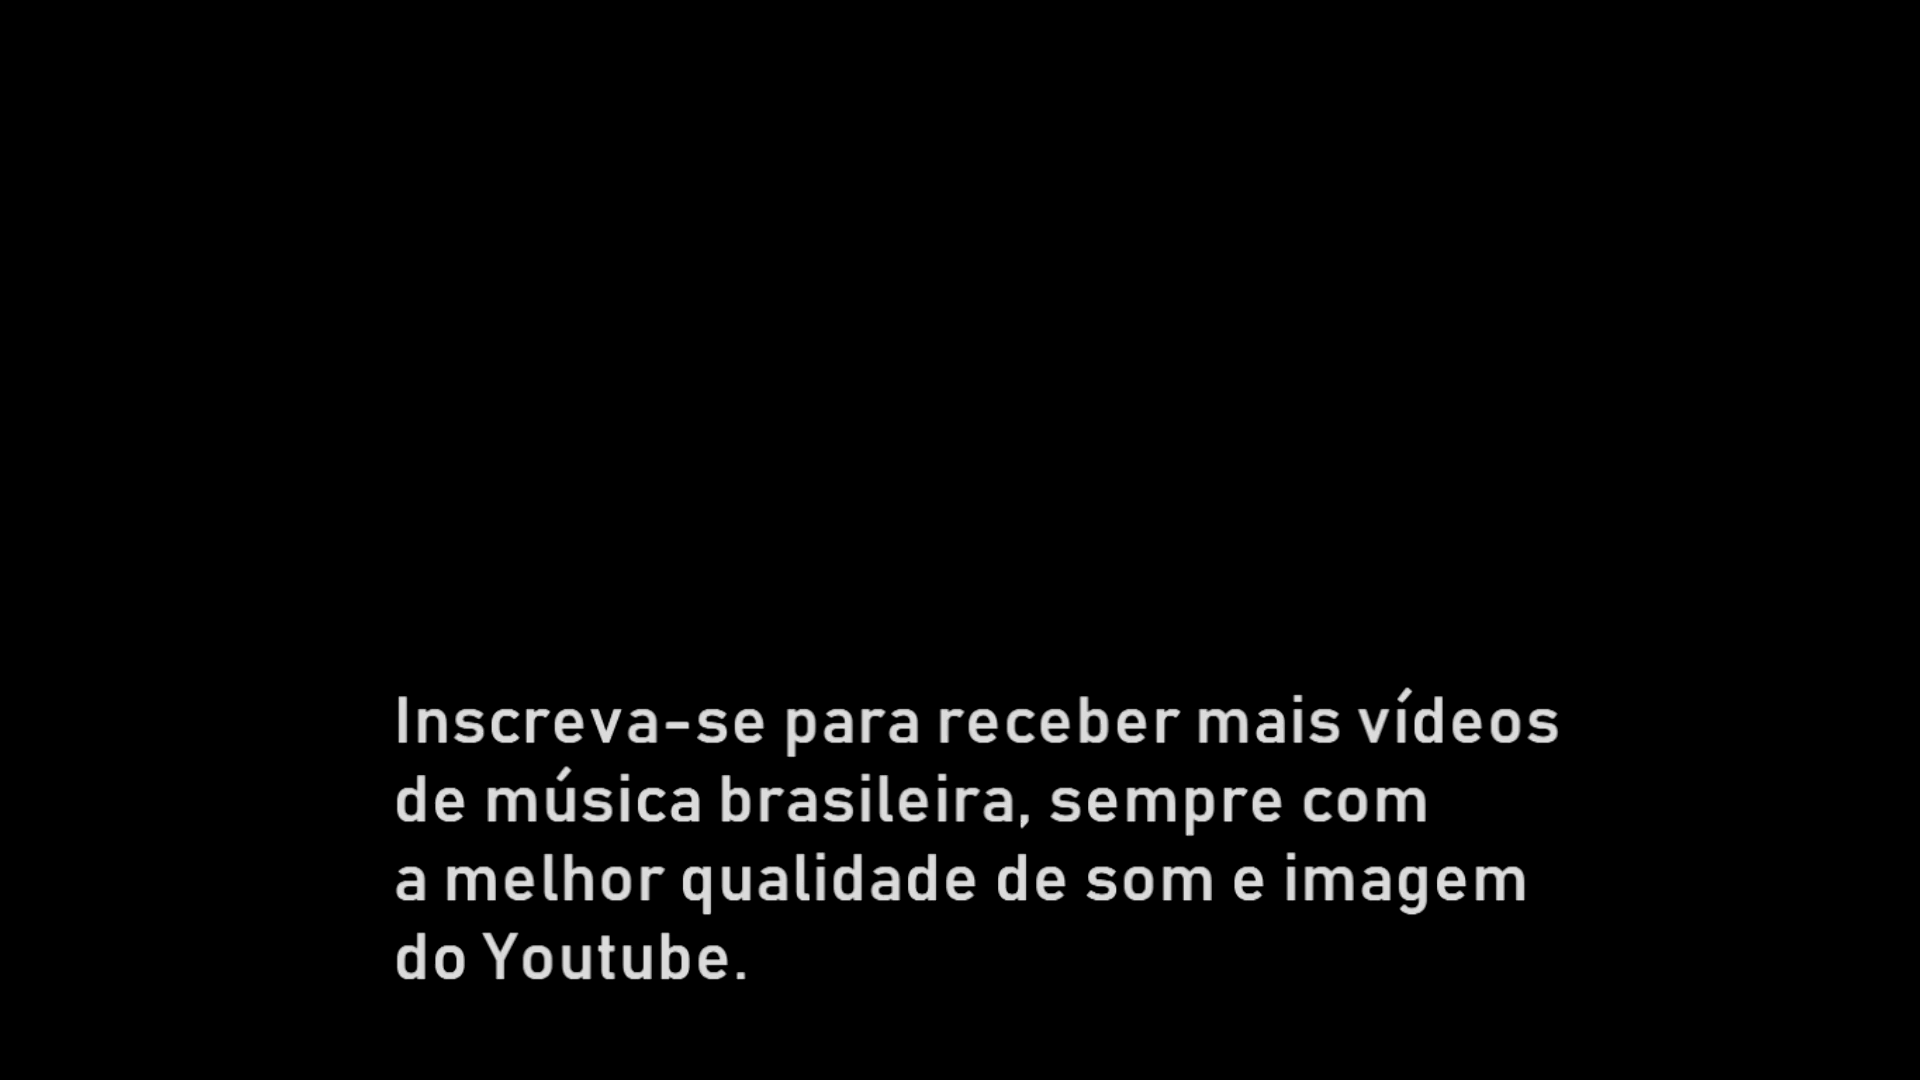 Inscreva-se para receber mais vídeos
de música brasileira, sempre com
a melhor qualidade de som e imagem
do Youtube.